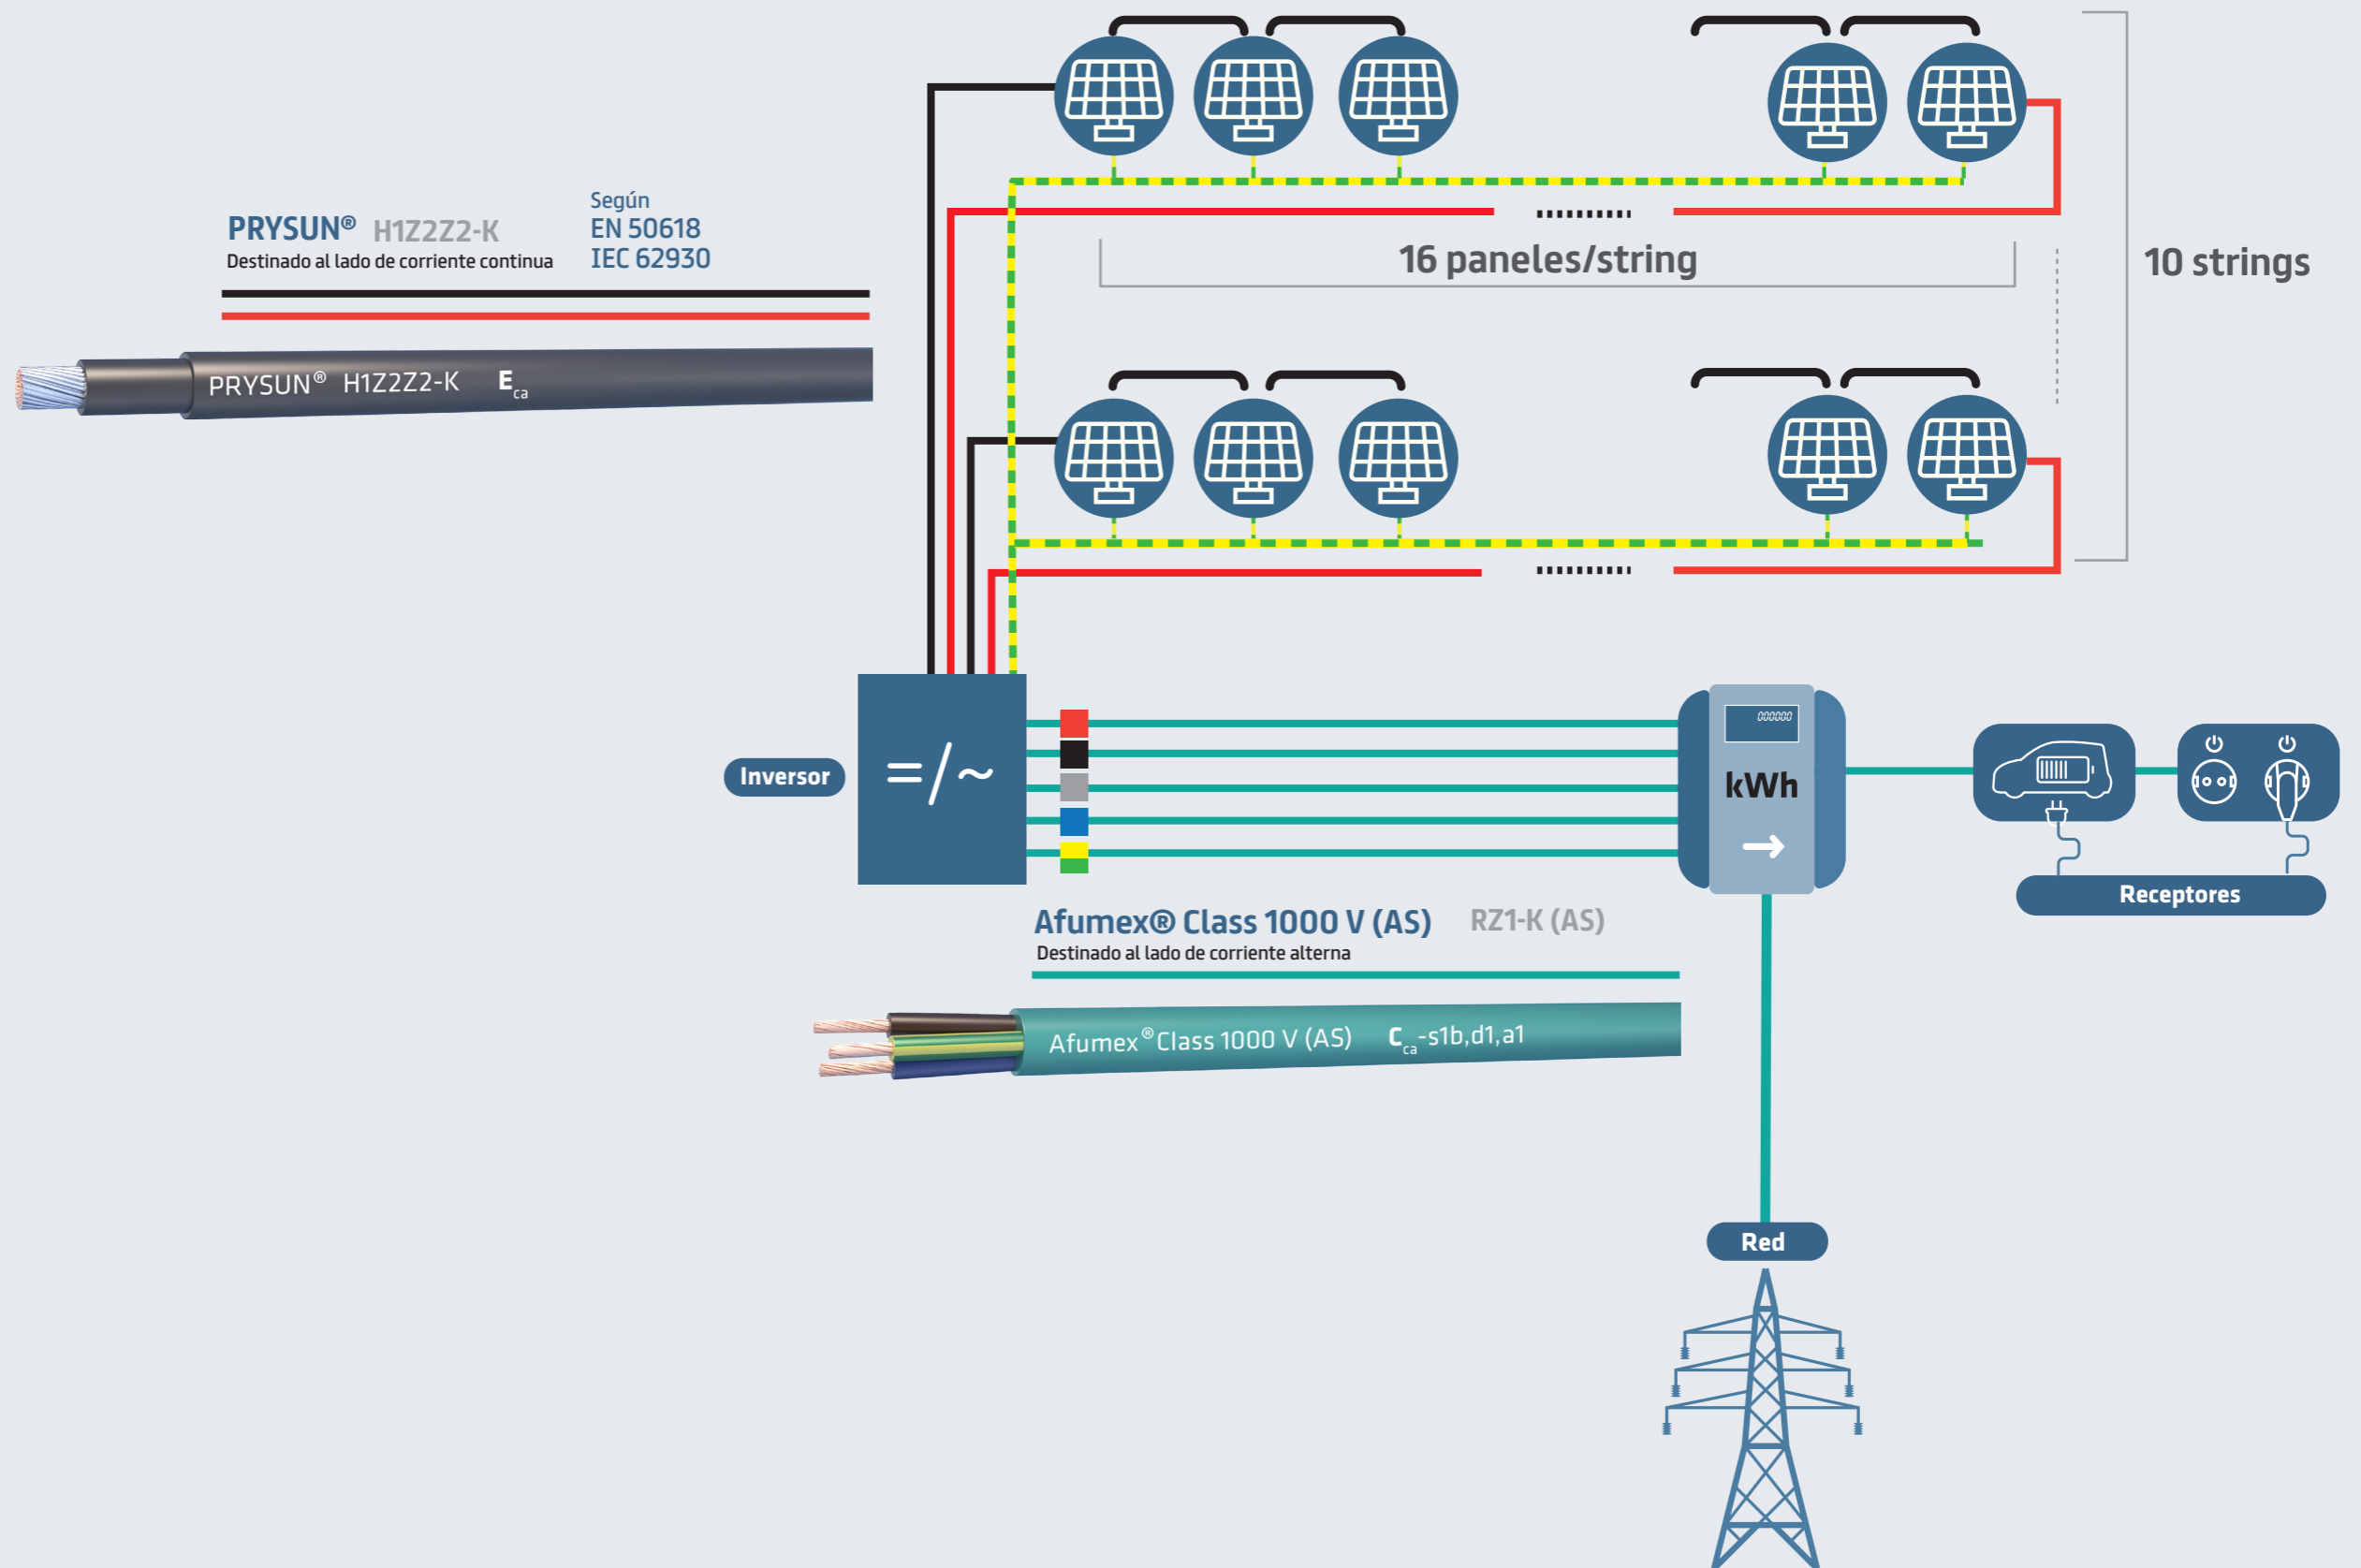 PRYSUN® H1Z2Z2-K
Destinado al lado de corriente continua
Según
EN 50618
IEC 62930
PRYSUN® H1Z2Z2-K Eca
16 paneles/string
10 strings
Inversor
=/~
000000
kWh
→
Receptores
Afumex® Class 1000 V (AS) RZ1-K (AS)
Destinado al lado de corriente alterna
Afumex® Class 1000 V (AS) Cca-s1b,d1,a1
Red